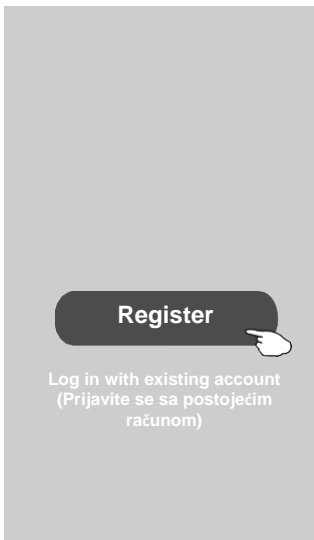 Register
Log in with existing account
(Prijavite se sa postojećim
računom)